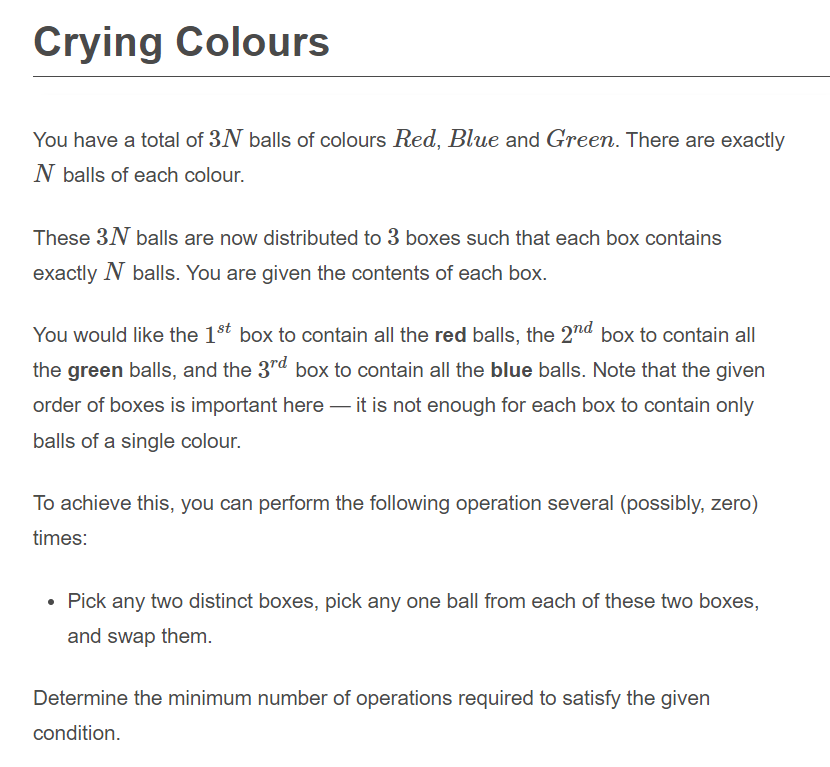 Crying Colours
You have a total of 3N balls of colours Red, Blue and Green. There are exactly
N balls of each colour.
These 3N balls are now distributed to 3 boxes such that each box contains
exactly N balls. You are given the contents of each box.
You would like the 1st box to contain all the red balls, the 2nd box to contain all
the green balls, and the 3rd box to contain all the blue balls. Note that the given
order of boxes is important here — it is not enough for each box to contain only
balls of a single colour.
To achieve this, you can perform the following operation several (possibly, zero)
times:
• Pick any two distinct boxes, pick any one ball from each of these two boxes,
and swap them.
Determine the minimum number of operations required to satisfy the given
condition.